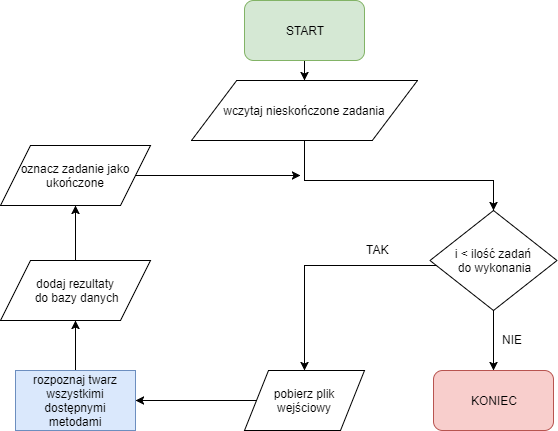 START
wczytaj nieskończone zadania
oznacz zadanie jako
ukończone
i < ilość zadań
do wykonania
TAK
NIE
dodaj rezultaty
do bazy danych
rozpoznaj twarz
wszystkimi
dostępnymi
metodami
pobierz plik
wejściowy
KONIEC